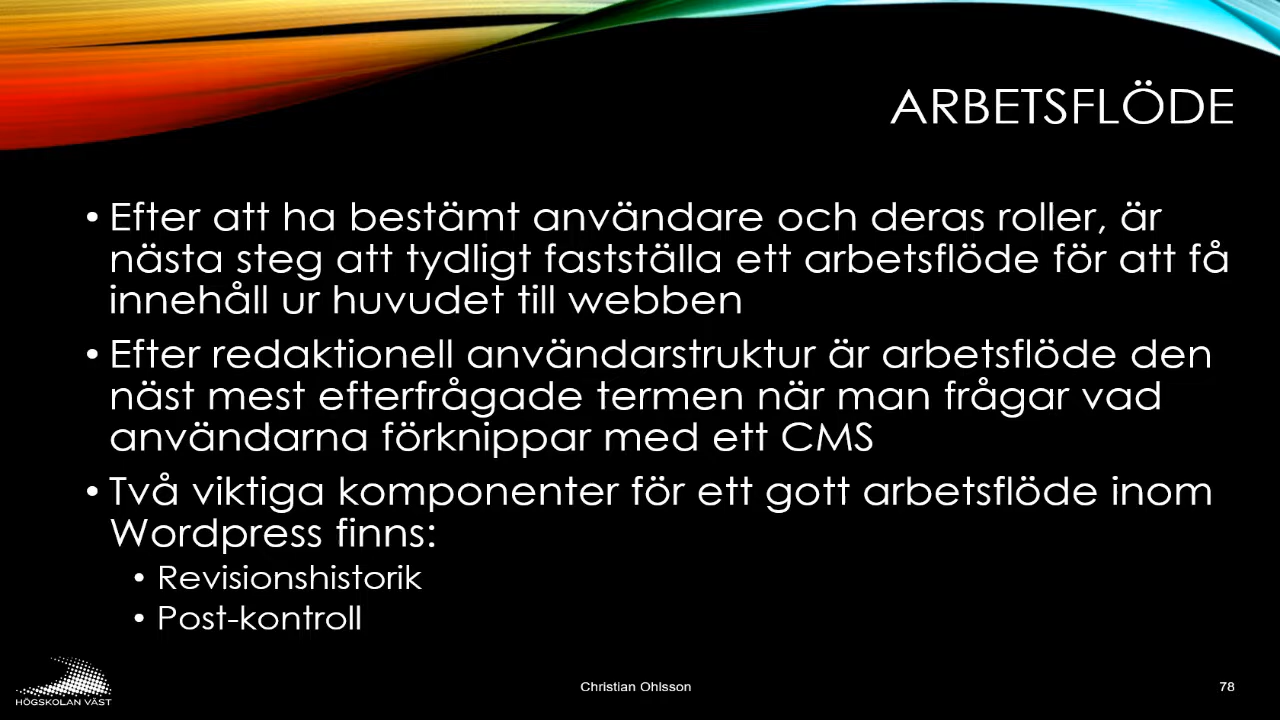 ARBETSFLÖDE
• Efter att ha bestämt användare och deras roller, är
nästa steg att tydligt fastställa ett arbetsflöde för att få
innehåll ur huvudet till webben
• Efter redaktionell användarstruktur är arbetsflöde den
näst mest efterfrågade termen när man frågar vad
användarna förknippar med ett CMS
• Två viktiga komponenter för ett gott arbetsflöde inom
Wordpress finns:
• Revisionshistorik
• Post-kontroll
HÖGSKOLAN VÄST
Christian Ohlsson
78